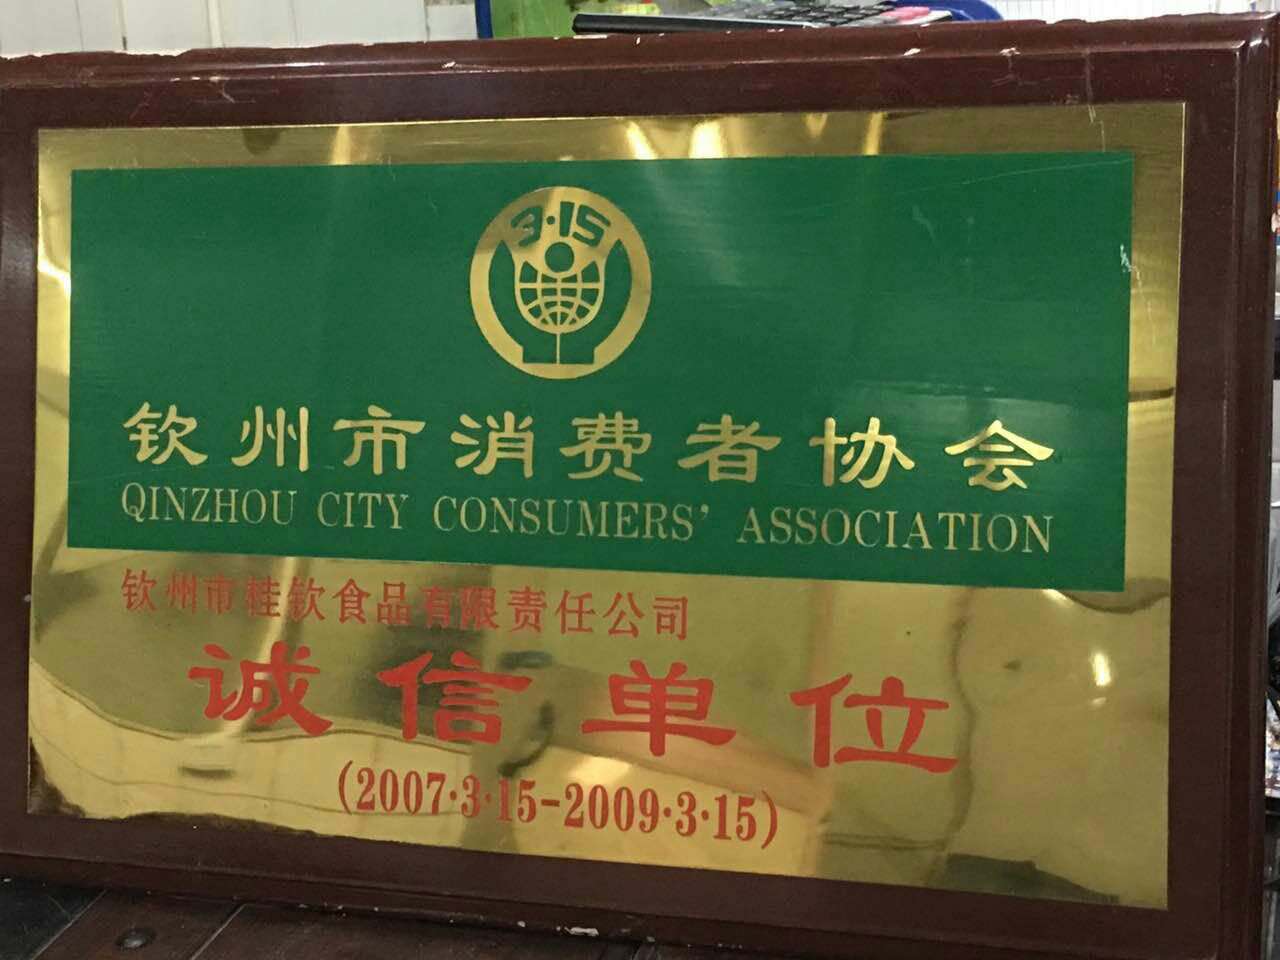 3·15
钦州市消费者协会
QINZHOU CITY CONSUMERS' ASSOCIATION
钦州市桂钦食品有限责任公司
诚信单位
(2007·3·15-2009·3·15)